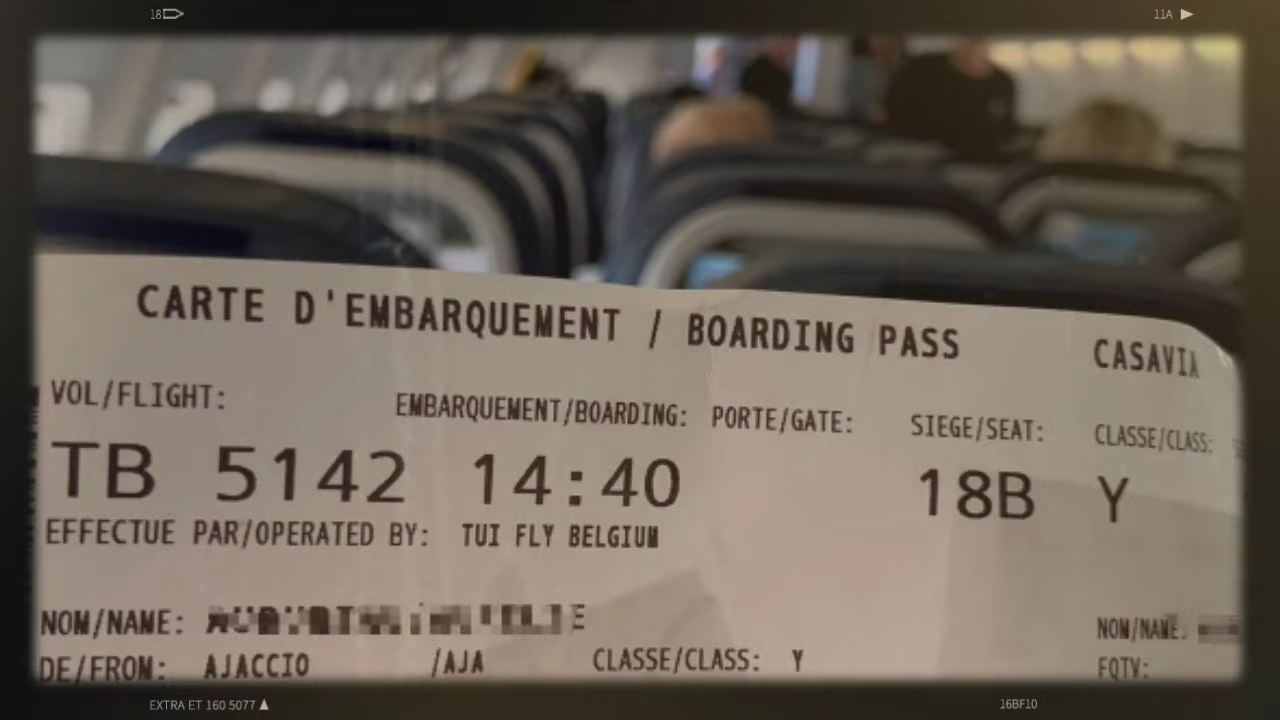 18
11A
CARTE D'EMBARQUEMENT / BOARDING PASS
CASAVIA
VOL/FLIGHT:
EMBARQUEMENT/BOARDING:
PORTE/GATE:
SIEGE/SEAT:
CLASSE/CLASS:
TB 5142
14:40
18B
Y
EFFECTUE PAR/OPERATED BY: TUI FLY BELGIUM
NOM/NAME:
NOM/NAME:
DE/FROM: AJACCIO /AJA CLASSE/CLASS: Y
FQTV:
EXTRA ET 160 5077
16BF10